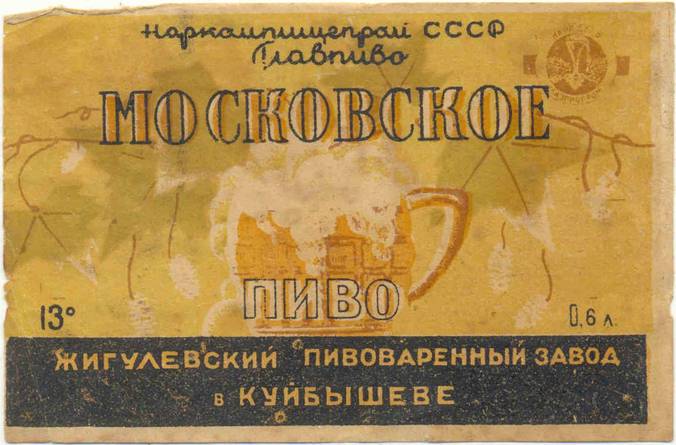 Наркомпищепром СССР
Главпиво
МОСКОВСКОЕ
ПИВО
13°
0,6 л.
ЖИГУЛЕВСКИЙ ПИВОВАРЕННЫЙ ЗАВОД
в КУЙБЫШЕВЕ